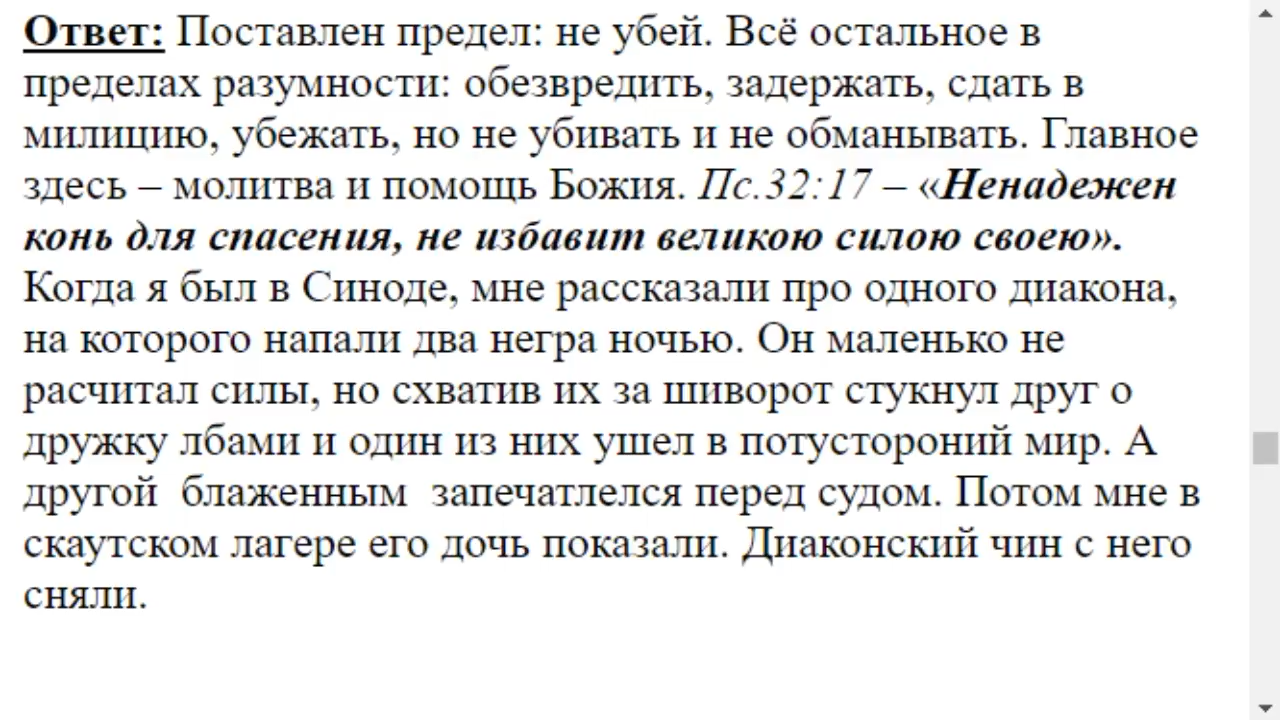 Ответ: Поставлен предел: не убей. Всё остальное в
пределах разумности: обезвредить, задержать, сдать в
милицию, убежать, но не убивать и не обманывать. Главное
здесь – молитва и помощь Божия. Пс.32:17 – «Ненадежен
конь для спасения, не избавит великою силою своею».
Когда я был в Синоде, мне рассказали про одного диакона,
на которого напали два негра ночью. Он маленько не
расчитал силы, но схватив их за шиворот стукнул друг о
дружку лбами и один из них ушел в потустороний мир. А
другой  блаженным  запечатлелся перед судом. Потом мне в
скаутском лагере его дочь показали. Диаконский чин с него
сняли.